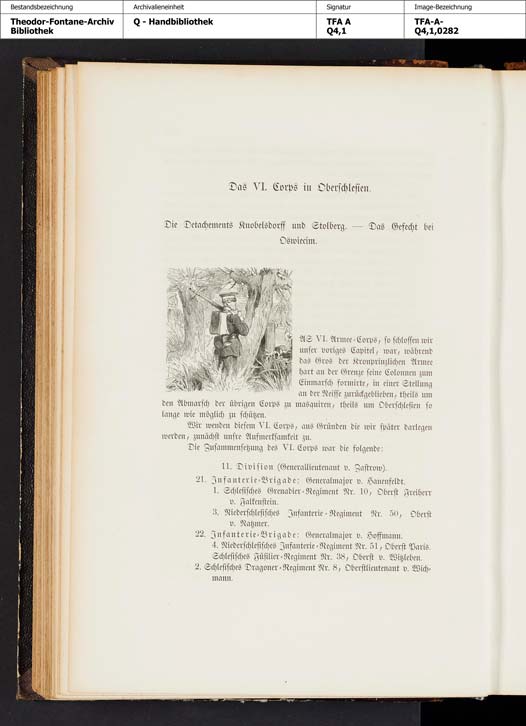 Bestandsbezeichnung
Theodor-Fontane-Archiv
Bibliothek
Archivalieneinheit
Q - Handbibliothek
Signatur
TFA A
Q4,1
Image-Bezeichnung
TFA-A-
Q4,1,0282
Das VI. Corps in Oberschlesien.
Die Detachements Knobelsdorff und Stolberg. — Das Gefecht bei
Oswiecim.
AS VI. Armee-Corps, so schlossen wir
unser voriges Capitel, war, während
das Gros der Kronprinzlichen Armee
hart an der Grenze seine Colonnen zum
Einmarsch formirte, in einer Stellung
an der Neisse zurückgeblieben, theils um
den Abmarsch der übrigen Corps zu masquiren, theils um Oberschlesien so
lange wie möglich zu schützen.
Wir wenden diesem VI. Corps, aus Gründen die wir später darlegen
werden, zunächst unsre Aufmerksamkeit zu.
Die Zusammensetzung des VI. Corps war die folgende:
11. Division (Generallieutenant v. Zastrow).
21. Infanterie-Brigade: Generalmajor v. Hanenfeldt.
1. Schlesisches Grenadier-Regiment Nr. 10, Oberst Freiherr
v. Falkenstein.
3. Niederschlesisches Infanterie-Regiment Nr. 50, Oberst
v. Natzmer.
22. Infanterie-Brigade: Generalmajor v. Hoffmann.
4. Niederschlesisches Infanterie-Regiment Nr. 51, Oberst Paris.
Schlesisches Füsilier-Regiment Nr. 38, Oberst v. Witzleben.
2. Schlesisches Dragoner-Regiment Nr. 8, Oberstlieutenant v. Wich-
mann.